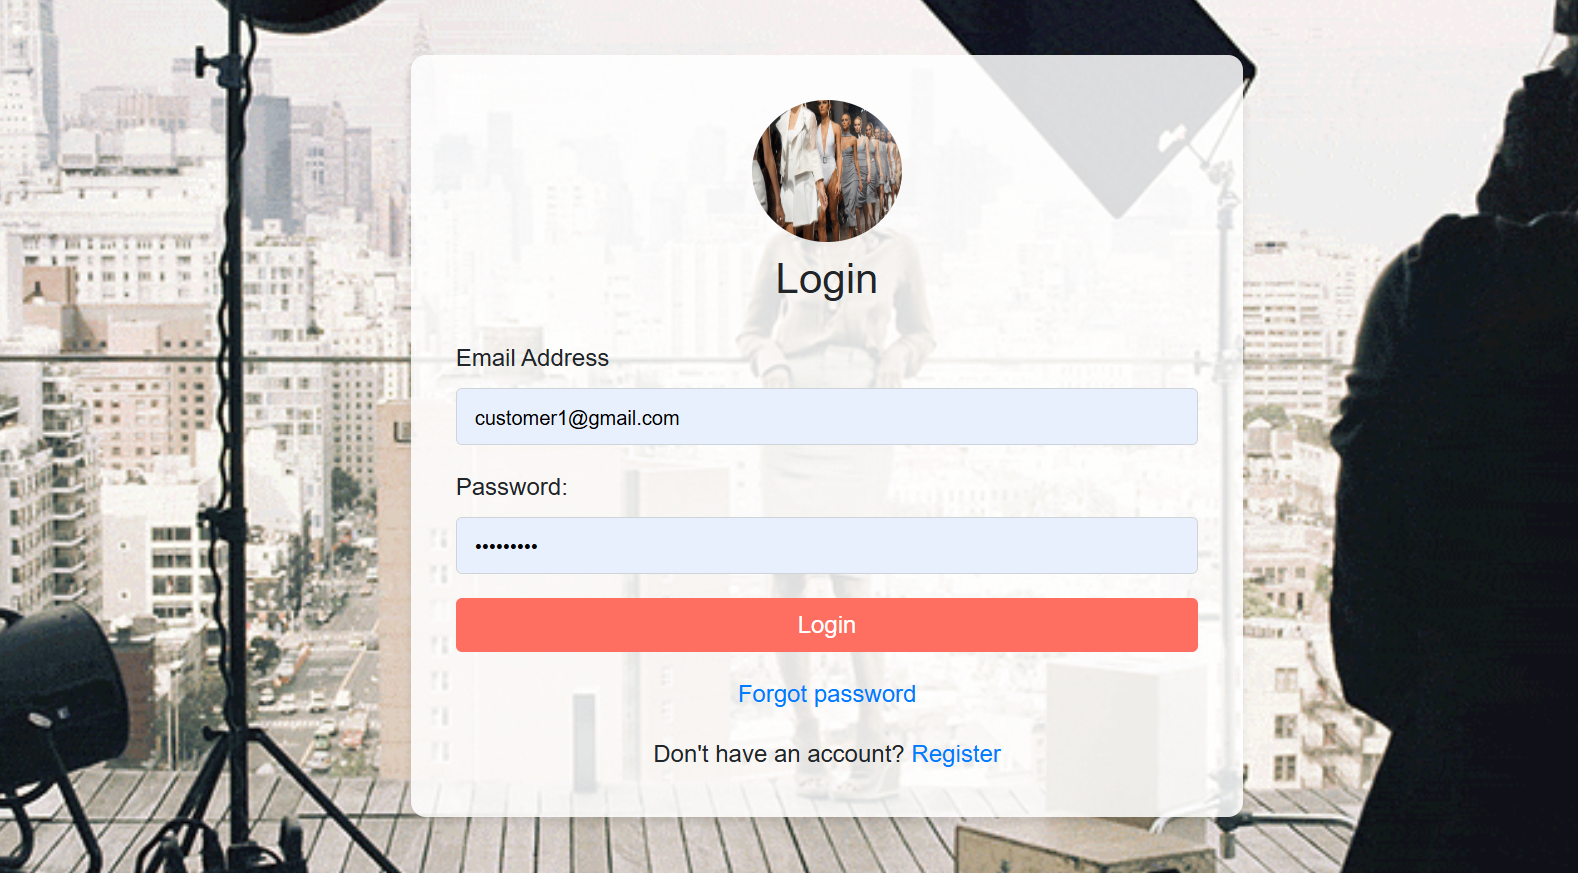 Login
Email Address
customer1@gmail.com
Password:
•••••••••
Login
Forgot password
Don't have an account? Register